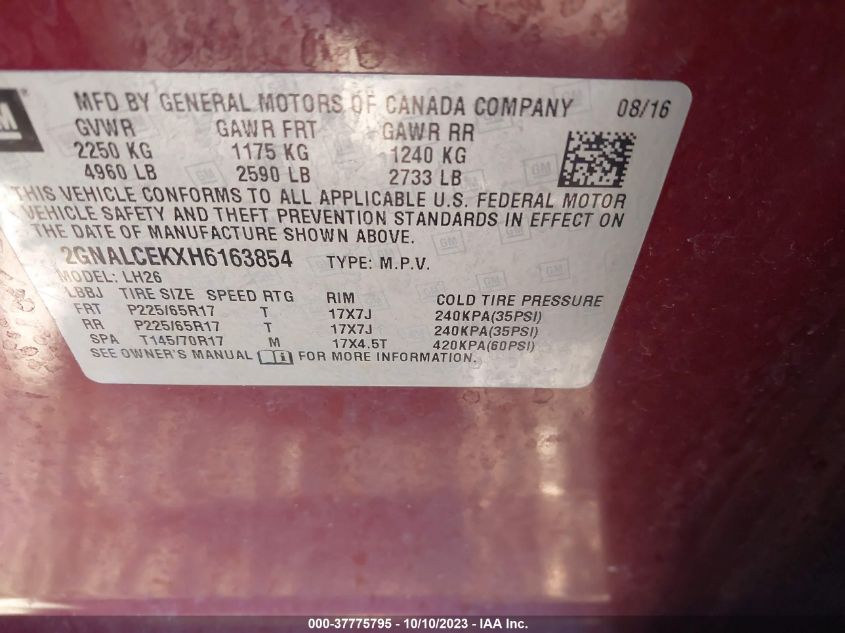 M
MFD BY GENERAL MOTORS OF CANADA COMPANY 08/16
GVWR GAWR FRT GAWR RR
2250 KG 1175 KG 1240 KG
4960 LB 2590 LB 2733 LB
THIS VEHICLE CONFORMS TO ALL APPLICABLE U.S. FEDERAL MOTOR
VEHICLE SAFETY AND THEFT PREVENTION STANDARDS IN EFFECT ON
THE DATE OF MANUFACTURE SHOWN ABOVE.
2GNALCEKXH6163854 TYPE: M.P.V.
MODEL: LH26
LBBJ TIRE SIZE SPEED RTG RIM COLD TIRE PRESSURE
FRT P225/65R17 T 17X7J 240KPA(35PSI)
RR P225/65R17 T 17X7J 240KPA(35PSI)
SPA T145/70R17 M 17X4.5T 420KPA(60PSI)
SEE OWNER'S MANUAL FOR MORE INFORMATION.
000-37775795 - 10/10/2023 - IAA Inc.